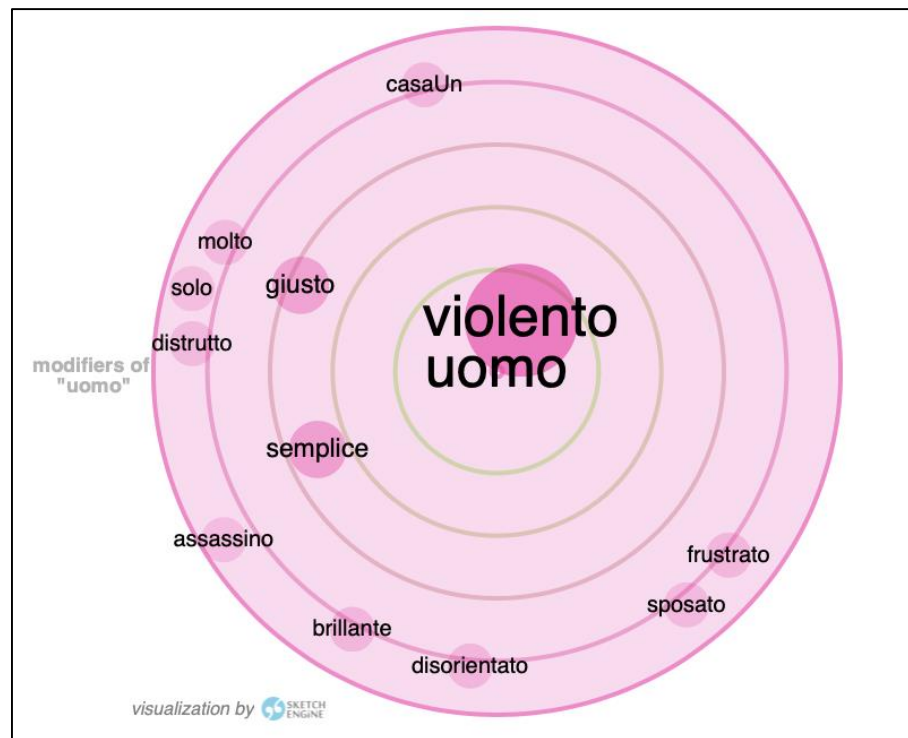 casaUn
molto
giusto
solo
distrutto
violento
uomo
modifiers of
"uomo"
semplice
assassino
frustrato
sposato
brillante
disorientato
visualization by SKETCH
ENGINE